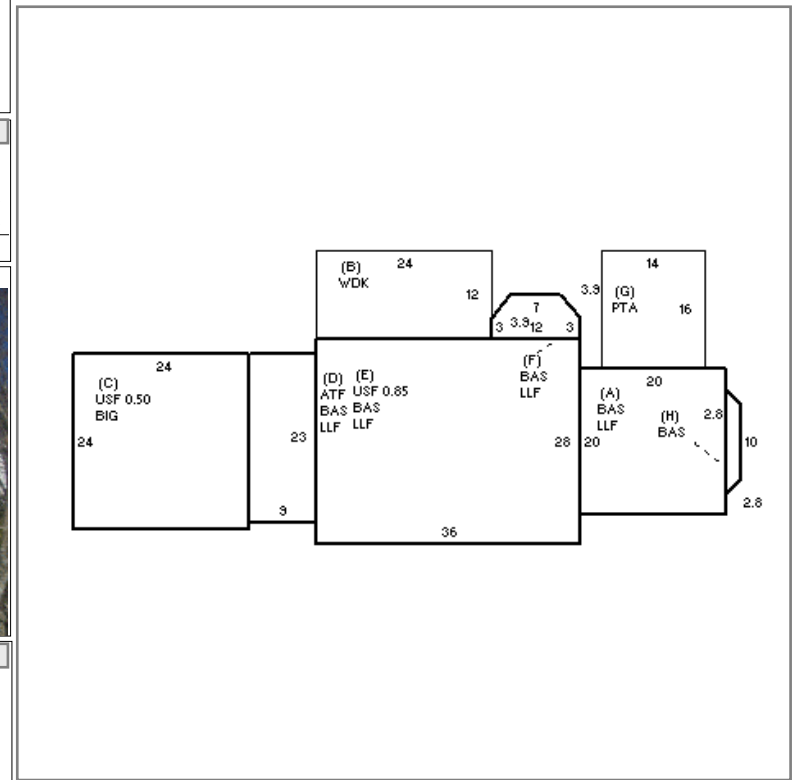 (B)
WDK
24
12
3
3.9
7
12
3
3.9
14
(G)
PTA
16
24
(C)
USF 0.50
BIG
24
23
9
(D)
ATF
BAS
LLF
(E)
USF 0.85
BAS
LLF
(F)
BAS
LLF
28
36
20
20
(A)
BAS
LLF
(H)
BAS
2.8
10
2.8